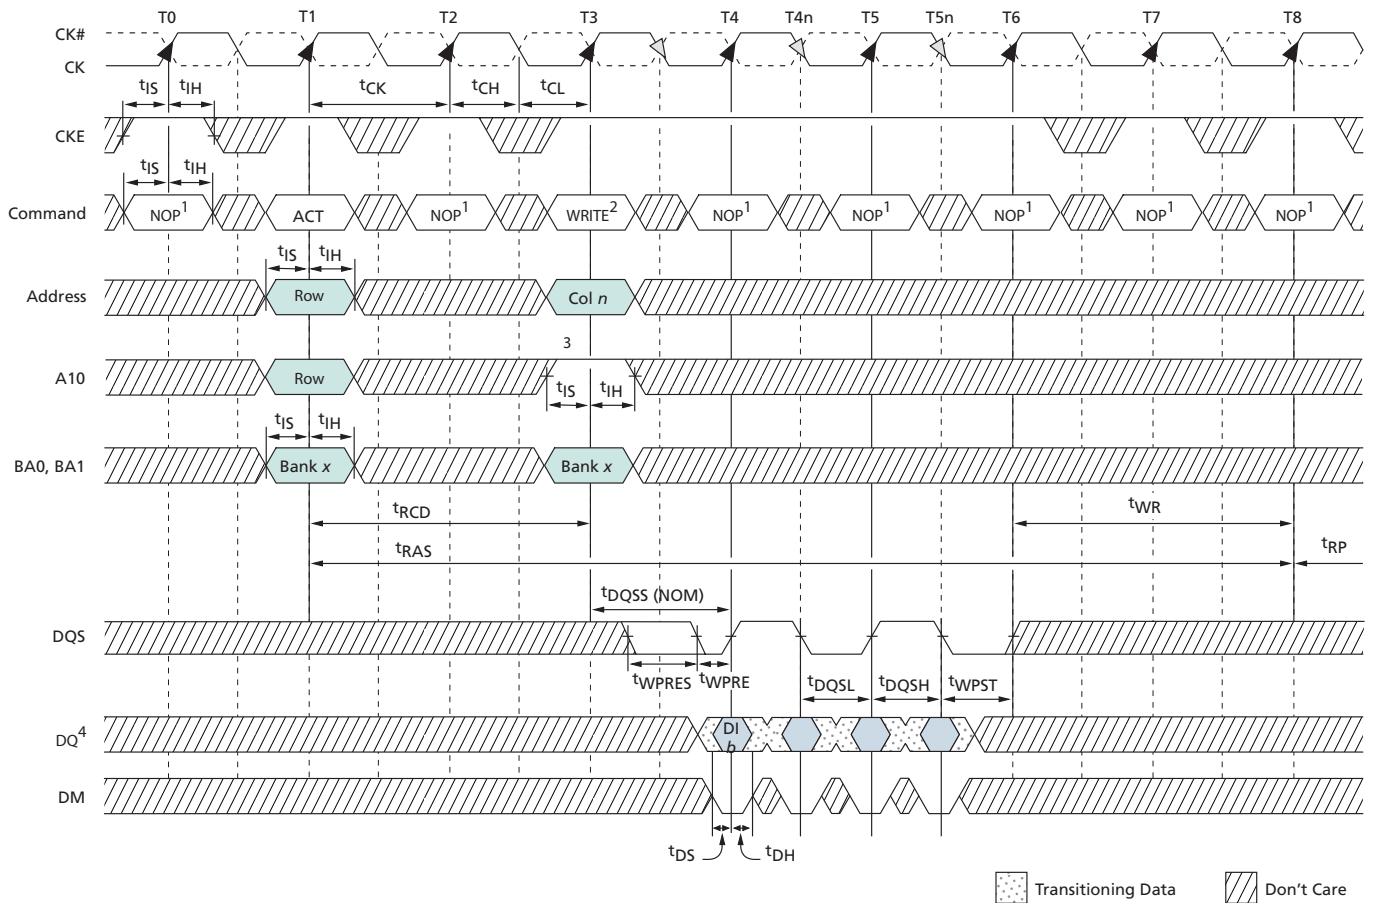 T0 T1 T2 T3 T4 T4n T5 T5n T6 T7 T8
CK#
CK
tIS tIH tCK tCH tCL
CKE
tIS tIH
Command NOP1 ACT NOP1 WRITE2 NOP1 NOP1 NOP1 NOP1 NOP1
tIS tIH
Address Row Col n
3
A10 Row
tIS tIH
tIS tIH
BA0, BA1 Bank x Bank x
tRCD tWR
tRAS tRP
tDQSS (NOM)
DQS
tWPRES tWPRE tDQSL tDQSH tWPST
DQ4 DI
b
DM
tDS tDH
Transitioning Data Don't Care